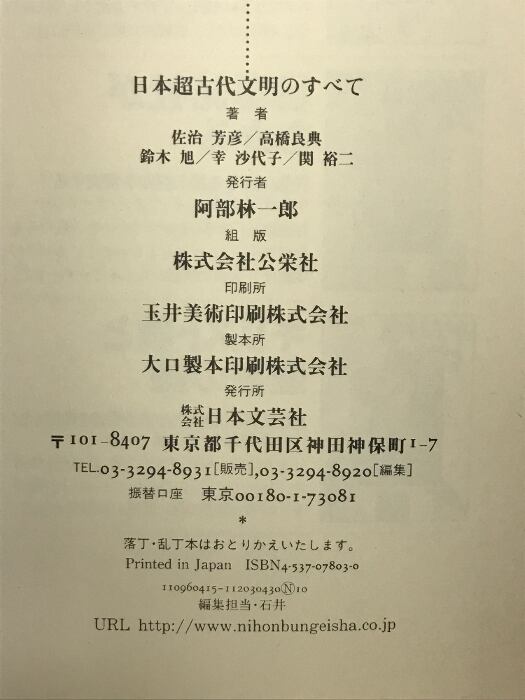 日本超古代文明のすべて
著 者
佐治 芳彦／高橋良典
鈴木 旭／幸 沙代子／関 裕二
発行者
阿部林一郎
組 版
株式会社公栄社
印刷所
玉井美術印刷株式会社
製本所
大口製本印刷株式会社
発行所
株式会社日本文芸社
〒101-8407 東京都千代田区神田神保町1-7
TEL.03-3294-8931[販売],03-3294-8920[編集]
振替口座 東京00180-1-73081
*
落丁・乱丁本はおとりかえいたします。
Printed in Japan ISBN4-537-07803-0
110960415-112030430Ⓝ10
編集担当・石井
URL http://www.nihonbungeisha.co.jp